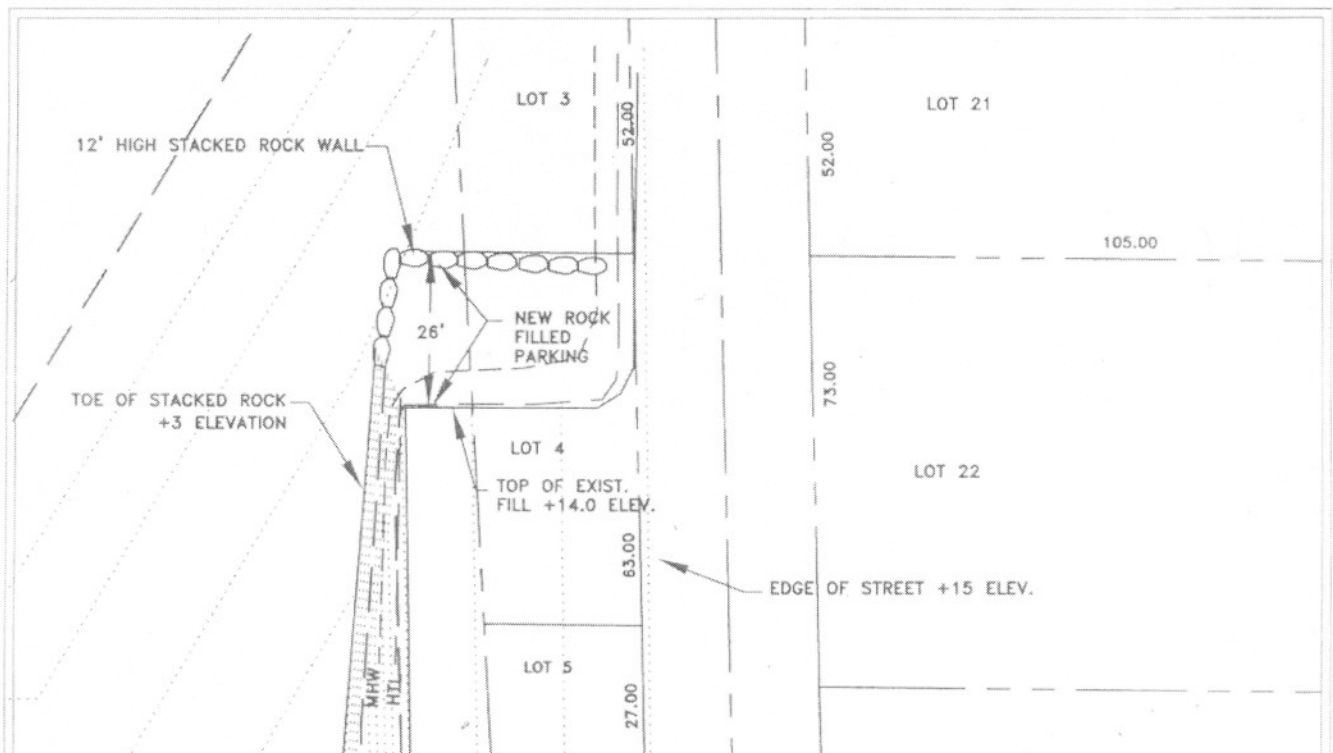 LOT 3
52.00
LOT 21
12' HIGH STACKED ROCK WALL
52.00
105.00
26'
NEW ROCK
FILLED
PARKING
TOE OF STACKED ROCK
+3 ELEVATION
73.00
LOT 4
LOT 22
TOP OF EXIST.
FILL +14.0 ELEV.
63.00
EDGE OF STREET +15 ELEV.
LOT 5
MHW
HTL
27.00